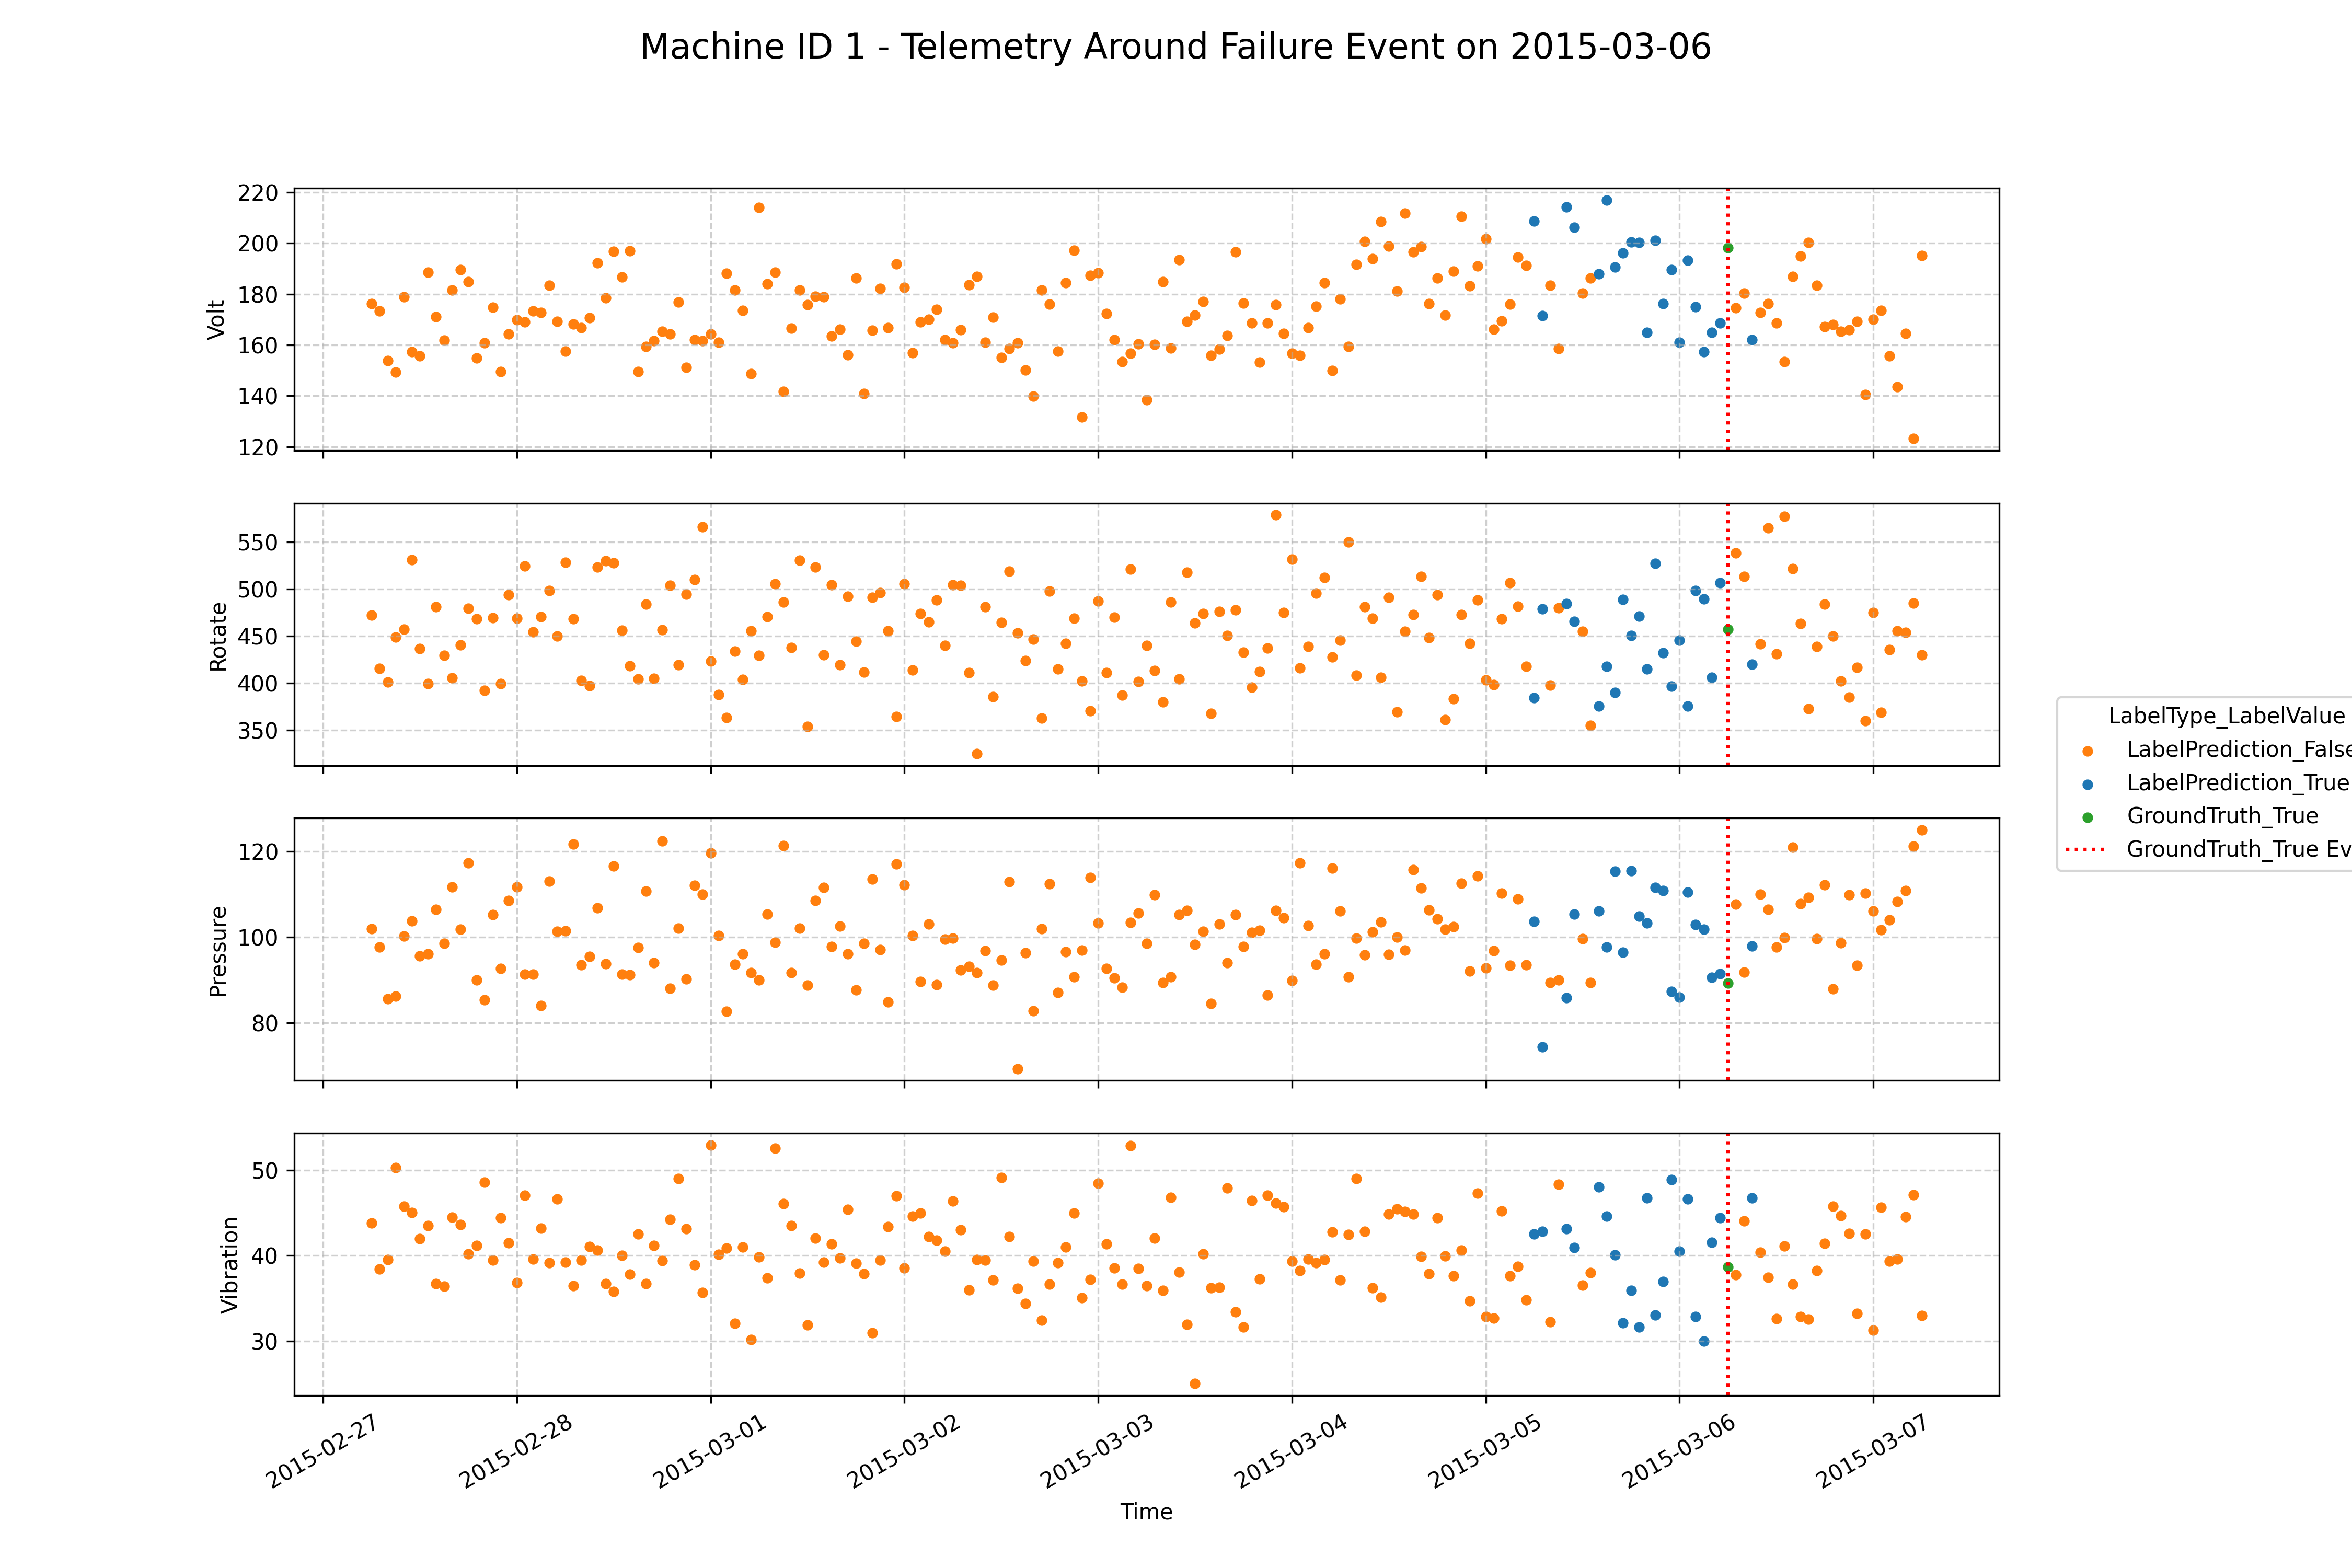 Machine ID 1 - Telemetry Around Failure Event on 2015-03-06
220
200
180
160
140
120
Volt
550
500
450
400
350
Rotate
120
100
80
Pressure
50
40
30
Vibration
2015-02-27
2015-02-28
2015-03-01
2015-03-02
2015-03-03
2015-03-04
2015-03-05
2015-03-06
2015-03-07
Time
LabelType_LabelValue
LabelPrediction_False
LabelPrediction_True
GroundTruth_True
GroundTruth_True Ev